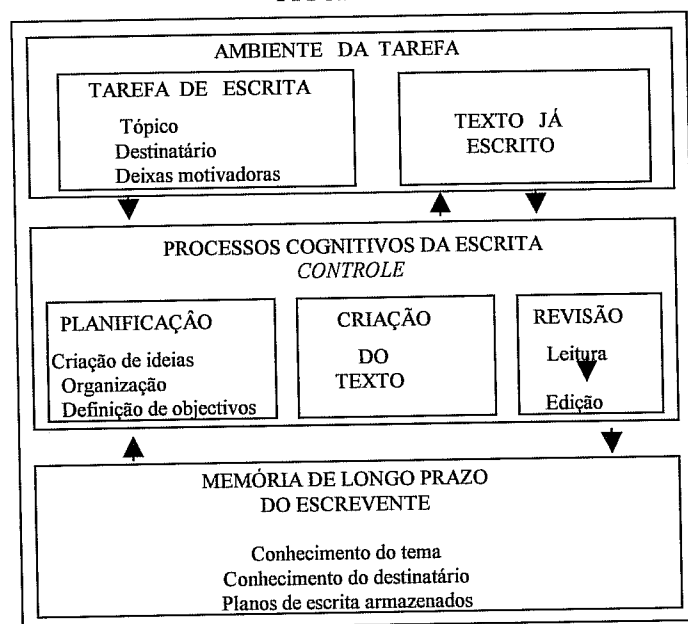 AMBIENTE DA TAREFA
TAREFA DE ESCRITA
Tópico
Destinatário
Deixas motivadoras
TEXTO JÁ
ESCRITO
PROCESSOS COGNITIVOS DA ESCRITA
CONTROLE
PLANIFICAÇÂO
Criação de ideias
Organização
Definição de objectivos
CRIAÇÃO
DO
TEXTO
REVISÃO
Leitura
Edição
MEMÓRIA DE LONGO PRAZO
DO ESCREVENTE
Conhecimento do tema
Conhecimento do destinatário
Planos de escrita armazenados